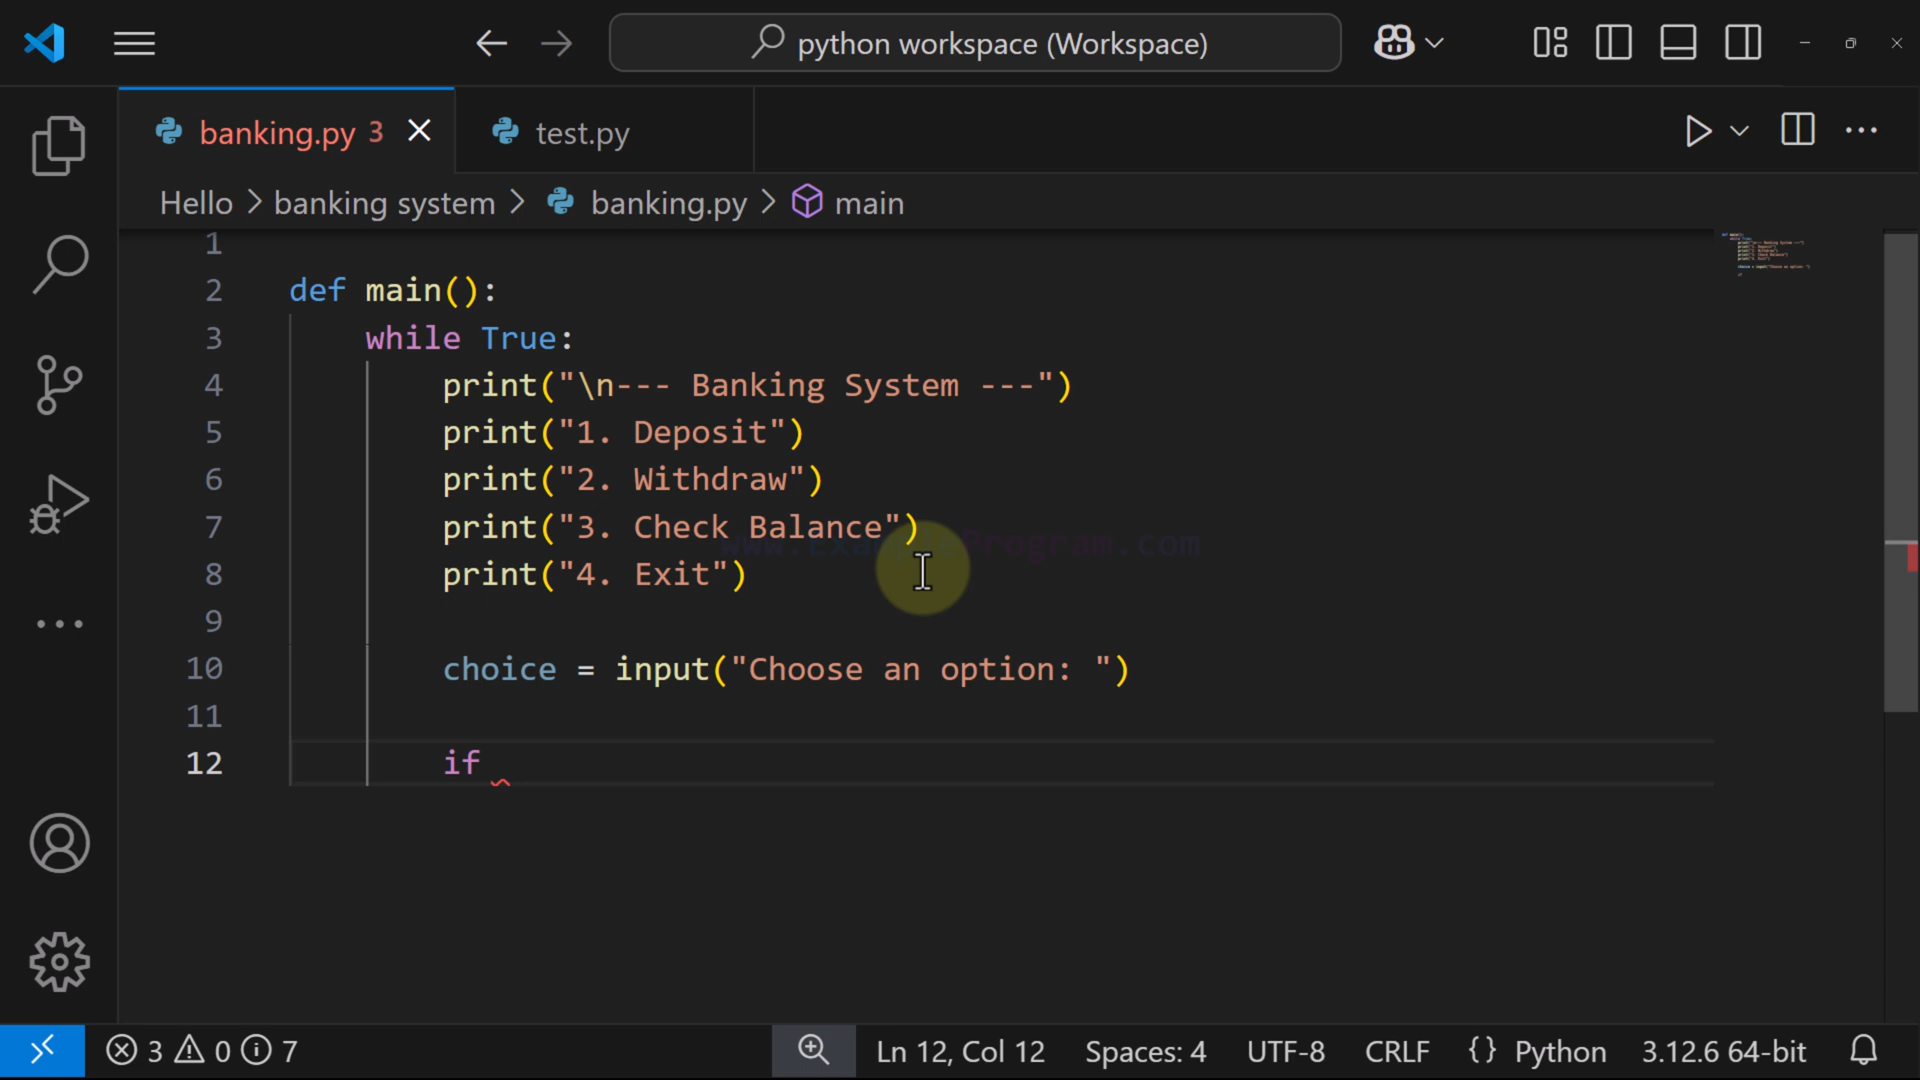 python workspace (Workspace)
banking.py 3
test.py
Hello > banking system > banking.py > main
1
2 def main():
3 while True:
4 print("\n--- Banking System ---")
5 print("1. Deposit")
6 print("2. Withdraw")
7 print("3. Check Balance")
8 print("4. Exit")
www.ExampleProgram.com
9
10 choice = input("Choose an option: ")
11
12 if
3 0 7 Ln 12, Col 12 Spaces: 4 UTF-8 CRLF {} Python 3.12.6 64-bit